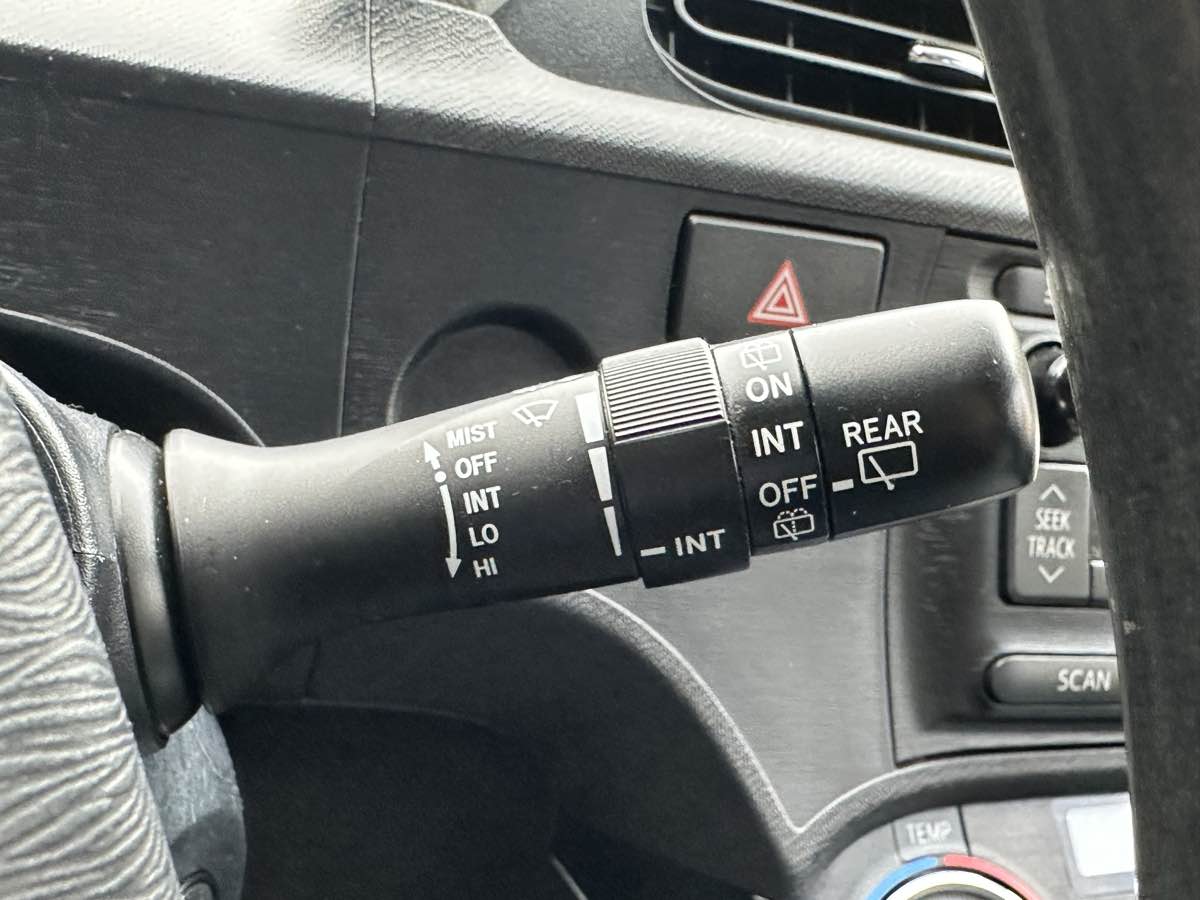 MIST
OFF
INT
LO
HI
INT
ON
INT
OFF
REAR
SEEK
TRACK
SCAN
TEMP